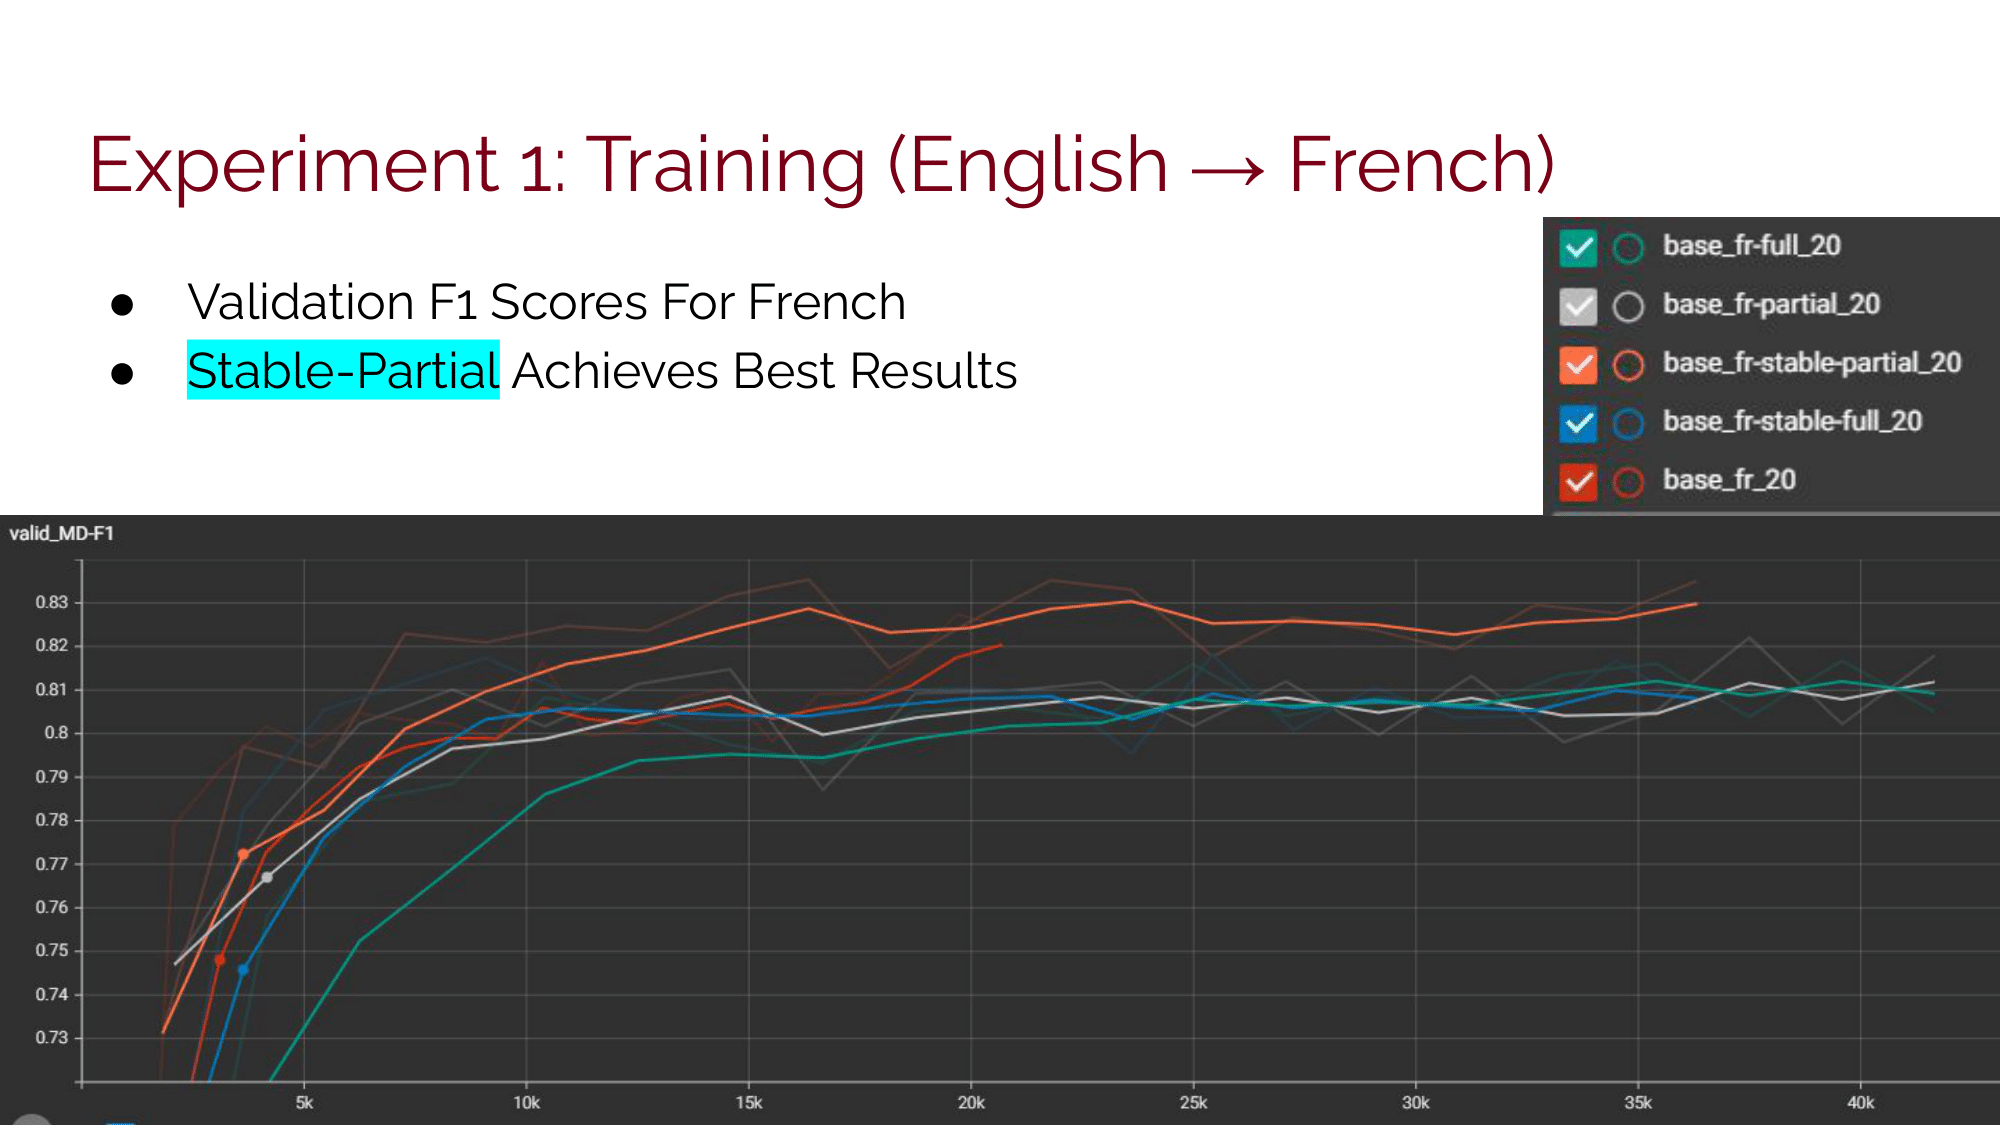 Experiment 1: Training (English → French)
● Validation F1 Scores For French
● Stable-Partial Achieves Best Results
base_fr-full_20
base_fr-partial_20
base_fr-stable-partial_20
base_fr-stable-full_20
base_fr_20
valid_MD-F1
0.83
0.82
0.81
0.8
0.79
0.78
0.77
0.76
0.75
0.74
0.73
5k 10k 15k 20k 25k 30k 35k 40k